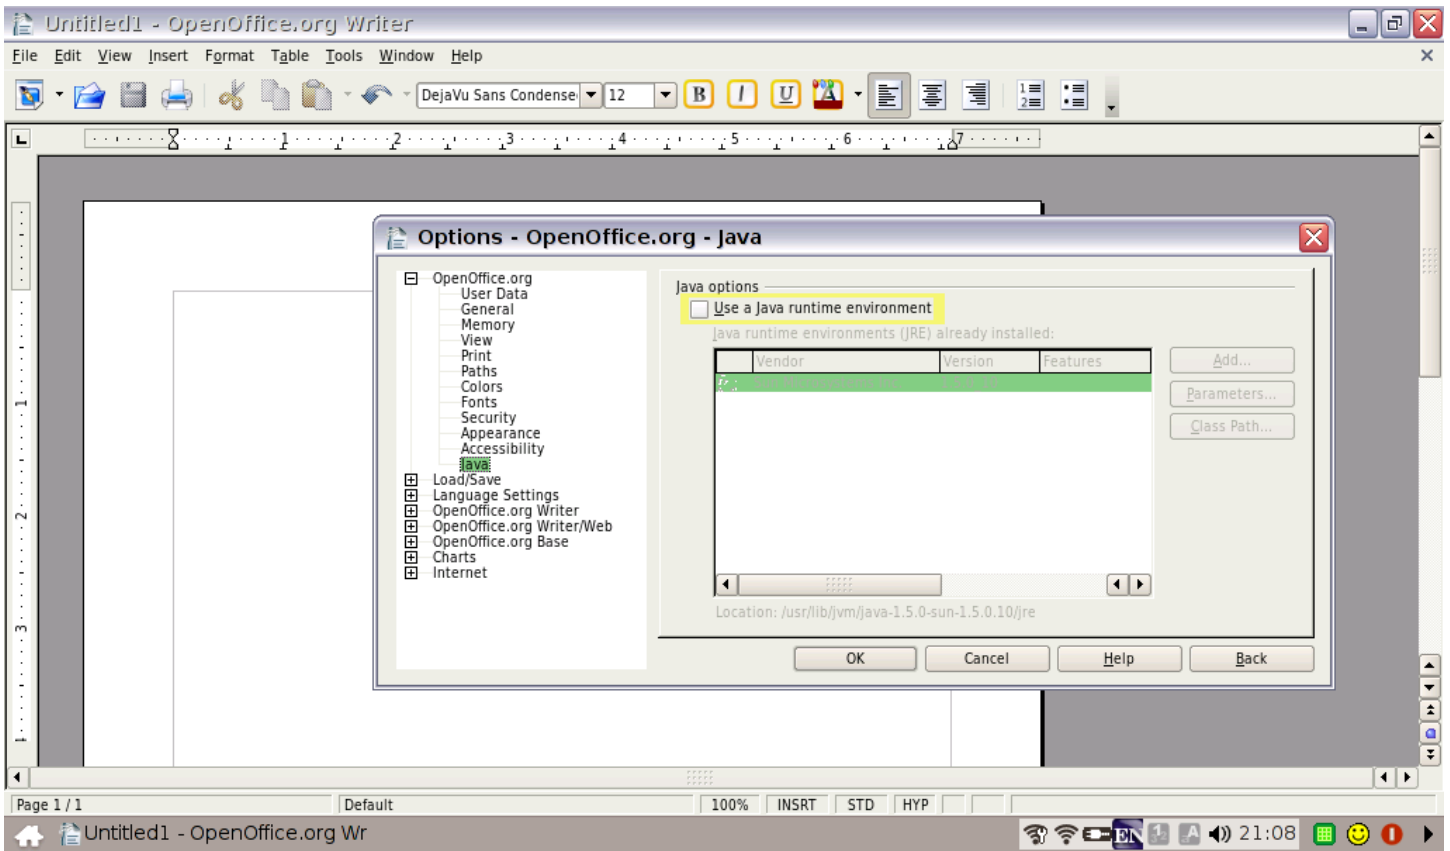 Untitled1 - OpenOffice.org Writer
File Edit View Insert Format Table Tools Window Help
DejaVu Sans Condense 12 B I U A
1 2 3 4 5 6 7
Options - OpenOffice.org - Java
OpenOffice.org
User Data
General
Memory
View
Print
Paths
Colors
Fonts
Security
Appearance
Accessibility
Java
Load/Save
Language Settings
OpenOffice.org Writer
OpenOffice.org Writer/Web
OpenOffice.org Base
Charts
Internet
Java options
Use a Java runtime environment
Java runtime environments (JRE) already installed:
Vendor Version Features
Add...
Parameters...
Class Path...
Location: /usr/lib/jvm/java-1.5.0-sun-1.5.0.10/jre
OK Cancel Help Back
1
1
2
3
Page 1 / 1 Default 100% INSRT STD HYP
Untitled1 - OpenOffice.org Wr EN 1 A 21:08